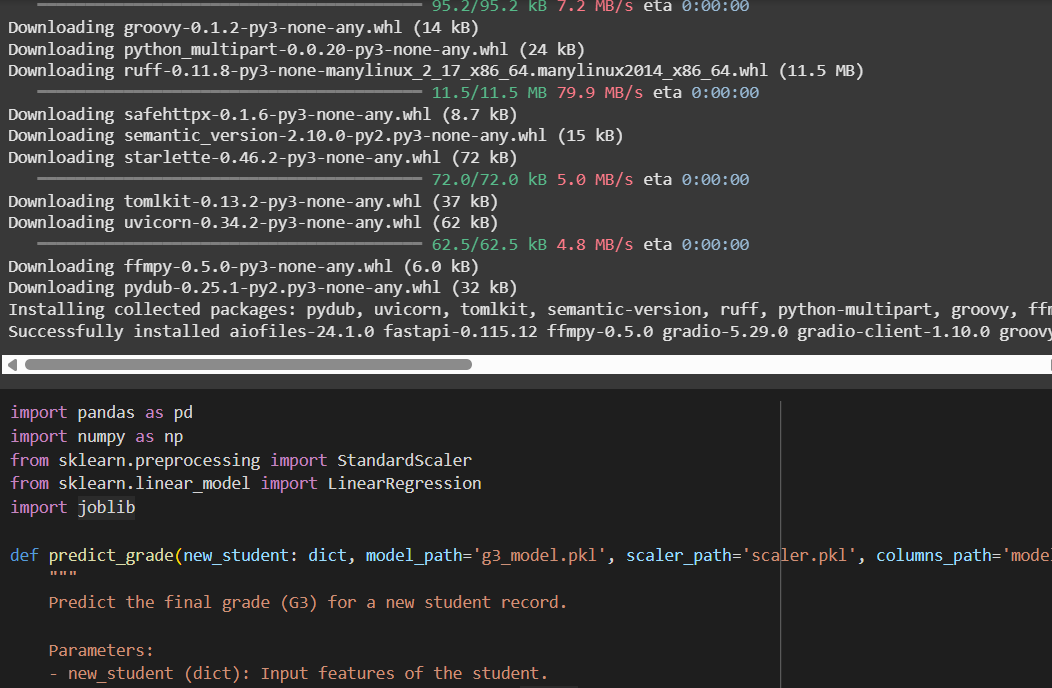 95.2/95.2 kB 7.2 MB/s eta 0:00:00
Downloading groovy-0.1.2-py3-none-any.whl (14 kB)
Downloading python_multipart-0.0.20-py3-none-any.whl (24 kB)
Downloading ruff-0.11.8-py3-none-manylinux_2_17_x86_64.manylinux2014_x86_64.whl (11.5 MB)
11.5/11.5 MB 79.9 MB/s eta 0:00:00
Downloading safehttpx-0.1.6-py3-none-any.whl (8.7 kB)
Downloading semantic_version-2.10.0-py2.py3-none-any.whl (15 kB)
Downloading starlette-0.46.2-py3-none-any.whl (72 kB)
72.0/72.0 kB 5.0 MB/s eta 0:00:00
Downloading tomlkit-0.13.2-py3-none-any.whl (37 kB)
Downloading uvicorn-0.34.2-py3-none-any.whl (62 kB)
62.5/62.5 kB 4.8 MB/s eta 0:00:00
Downloading ffmpy-0.5.0-py3-none-any.whl (6.0 kB)
Downloading pydub-0.25.1-py2.py3-none-any.whl (32 kB)
Installing collected packages: pydub, uvicorn, tomlkit, semantic-version, ruff, python-multipart, groovy,
Successfully installed aiofiles-24.1.0 fastapi-0.115.12 ffmpy-0.5.0 gradio-5.29.0 gradio-client-1.10.0 groovy
import pandas as pd
import numpy as np
from sklearn.preprocessing import StandardScaler
from sklearn.linear_model import LinearRegression
import joblib
def predict_grade(new_student: dict, model_path='g3_model.pkl', scaler_path='scaler.pkl', columns_path='model
"""
Predict the final grade (G3) for a new student record.
Parameters:
- new_student (dict): Input features of the student.